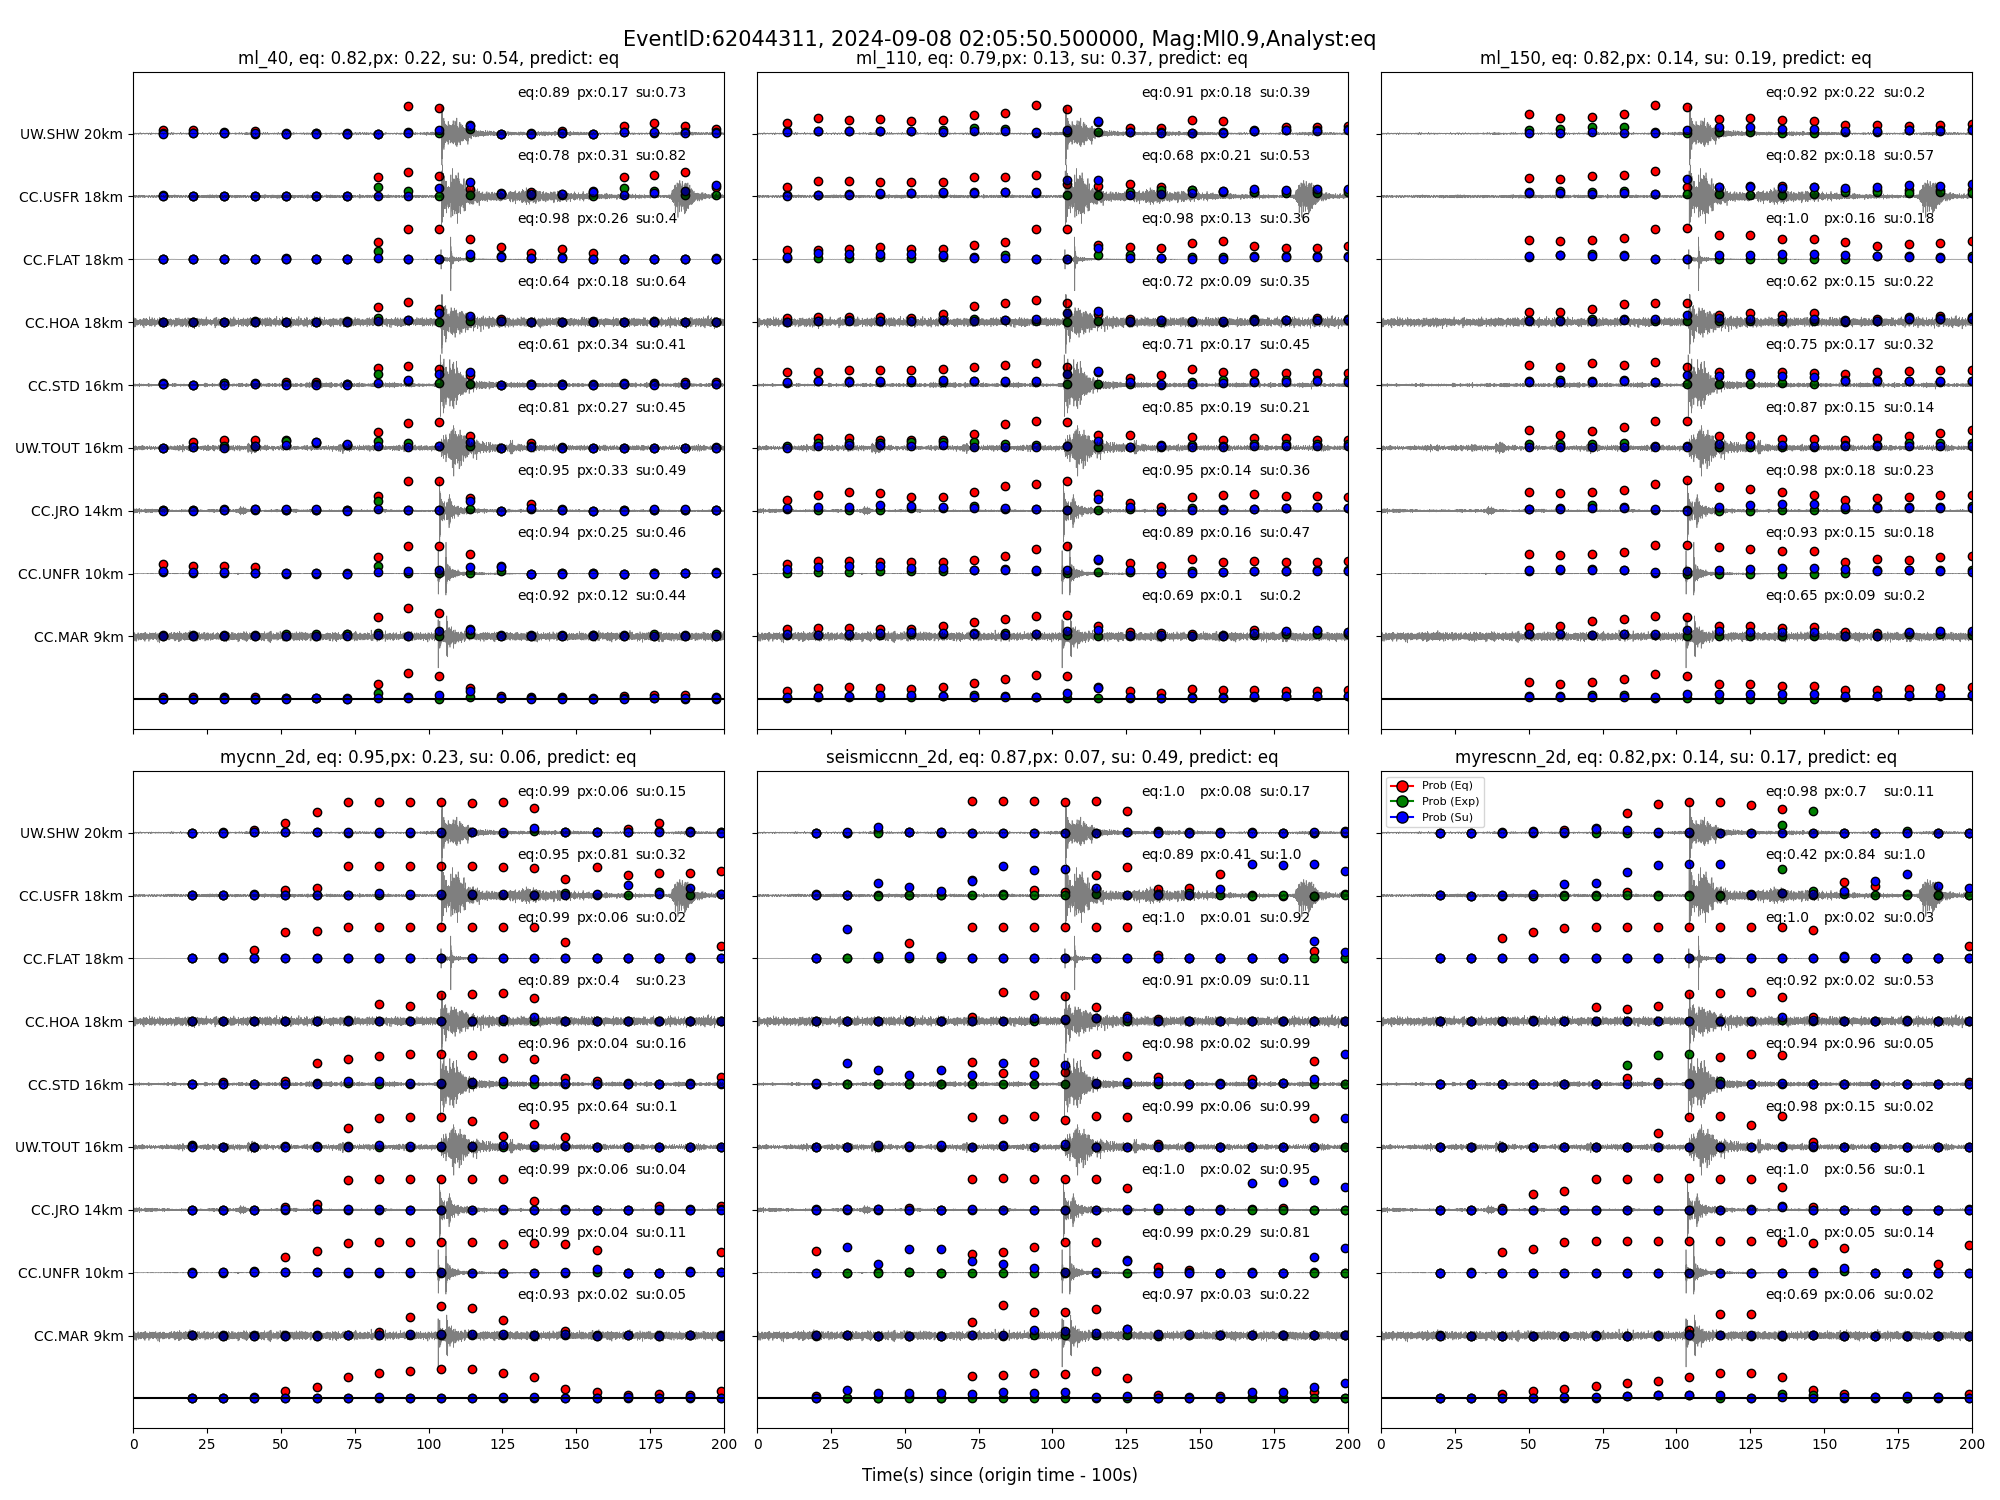 EventID:62044311, 2024-09-08 02:05:50.500000, Mag:Ml0.9,Analyst:eq
ml_40, eq: 0.82,px: 0.22, su: 0.54, predict: eq
UW.SHW 20km
eq:0.89 px:0.17 su:0.73
CC.USFR 18km
eq:0.78 px:0.31 su:0.82
CC.FLAT 18km
eq:0.98 px:0.26 su:0.4
CC.HOA 18km
eq:0.64 px:0.18 su:0.64
CC.STD 16km
eq:0.61 px:0.34 su:0.41
UW.TOUT 16km
eq:0.81 px:0.27 su:0.45
CC.JRO 14km
eq:0.95 px:0.33 su:0.49
CC.UNFR 10km
eq:0.94 px:0.25 su:0.46
CC.MAR 9km
eq:0.92 px:0.12 su:0.44
ml_110, eq: 0.79,px: 0.13, su: 0.37, predict: eq
eq:0.91 px:0.18 su:0.39
eq:0.68 px:0.21 su:0.53
eq:0.98 px:0.13 su:0.36
eq:0.72 px:0.09 su:0.35
eq:0.71 px:0.17 su:0.45
eq:0.85 px:0.19 su:0.21
eq:0.95 px:0.14 su:0.36
eq:0.89 px:0.16 su:0.47
eq:0.69 px:0.1 su:0.2
ml_150, eq: 0.82,px: 0.14, su: 0.19, predict: eq
eq:0.92 px:0.22 su:0.2
eq:0.82 px:0.18 su:0.57
eq:1.0 px:0.16 su:0.18
eq:0.62 px:0.15 su:0.22
eq:0.75 px:0.17 su:0.32
eq:0.87 px:0.15 su:0.14
eq:0.98 px:0.18 su:0.23
eq:0.93 px:0.15 su:0.18
eq:0.65 px:0.09 su:0.2
mycnn_2d, eq: 0.95,px: 0.23, su: 0.06, predict: eq
UW.SHW 20km
eq:0.99 px:0.06 su:0.15
CC.USFR 18km
eq:0.95 px:0.81 su:0.32
CC.FLAT 18km
eq:0.99 px:0.06 su:0.02
CC.HOA 18km
eq:0.89 px:0.4 su:0.23
CC.STD 16km
eq:0.96 px:0.04 su:0.16
UW.TOUT 16km
eq:0.95 px:0.64 su:0.1
CC.JRO 14km
eq:0.99 px:0.06 su:0.04
CC.UNFR 10km
eq:0.99 px:0.04 su:0.11
CC.MAR 9km
eq:0.93 px:0.02 su:0.05
0 25 50 75 100 125 150 175 200
seismiccnn_2d, eq: 0.87,px: 0.07, su: 0.49, predict: eq
eq:1.0 px:0.08 su:0.17
eq:0.89 px:0.41 su:1.0
eq:1.0 px:0.01 su:0.92
eq:0.91 px:0.09 su:0.11
eq:0.98 px:0.02 su:0.99
eq:0.99 px:0.06 su:0.99
eq:1.0 px:0.02 su:0.95
eq:0.99 px:0.29 su:0.81
eq:0.97 px:0.03 su:0.22
0 25 50 75 100 125 150 175 200
myrescnn_2d, eq: 0.82,px: 0.14, su: 0.17, predict: eq
Prob (Eq)
Prob (Exp)
Prob (Su)
eq:0.98 px:0.7 su:0.11
eq:0.42 px:0.84 su:1.0
eq:1.0 px:0.02 su:0.03
eq:0.92 px:0.02 su:0.53
eq:0.94 px:0.96 su:0.05
eq:0.98 px:0.15 su:0.02
eq:1.0 px:0.56 su:0.1
eq:1.0 px:0.05 su:0.14
eq:0.69 px:0.06 su:0.02
0 25 50 75 100 125 150 175 200
Time(s) since (origin time - 100s)